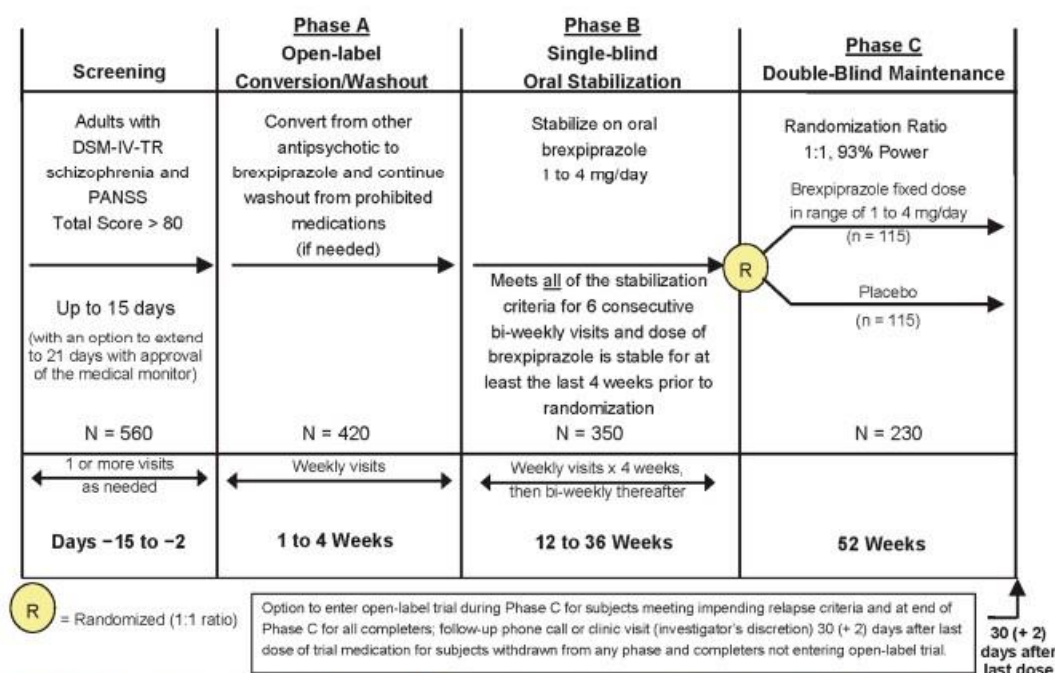 Screening
Phase A
Open-label
Conversion/Washout
Phase B
Single-blind
Oral Stabilization
Phase C
Double-Blind Maintenance
Adults with
DSM-IV-TR
schizophrenia and
PANSS
Total Score > 80
Up to 15 days
(with an option to extend
to 21 days with approval
of the medical monitor)
N = 560
Convert from other
antipsychotic to
brexpiprazole and continue
washout from prohibited
medications
(if needed)
N = 420
Stabilize on oral
brexpiprazole
1 to 4 mg/day
Meets all of the stabilization
criteria for 6 consecutive
bi-weekly visits and dose of
brexpiprazole is stable for at
least the last 4 weeks prior to
randomization
N = 350
Randomization Ratio
1:1, 93% Power
Brexpiprazole fixed dose
in range of 1 to 4 mg/day
(n = 115)
R
Placebo
(n = 115)
N = 230
1 or more visits
as needed
Weekly visits
Weekly visits x 4 weeks,
then bi-weekly thereafter
Days −15 to −2
1 to 4 Weeks
12 to 36 Weeks
52 Weeks
R = Randomized (1:1 ratio)
Option to enter open-label trial during Phase C for subjects meeting impending relapse criteria and at end of
Phase C for all completers; follow-up phone call or clinic visit (investigator's discretion) 30 (+ 2) days after last
dose of trial medication for subjects withdrawn from any phase and completers not entering open-label trial.
30 (+ 2)
days after
last dose